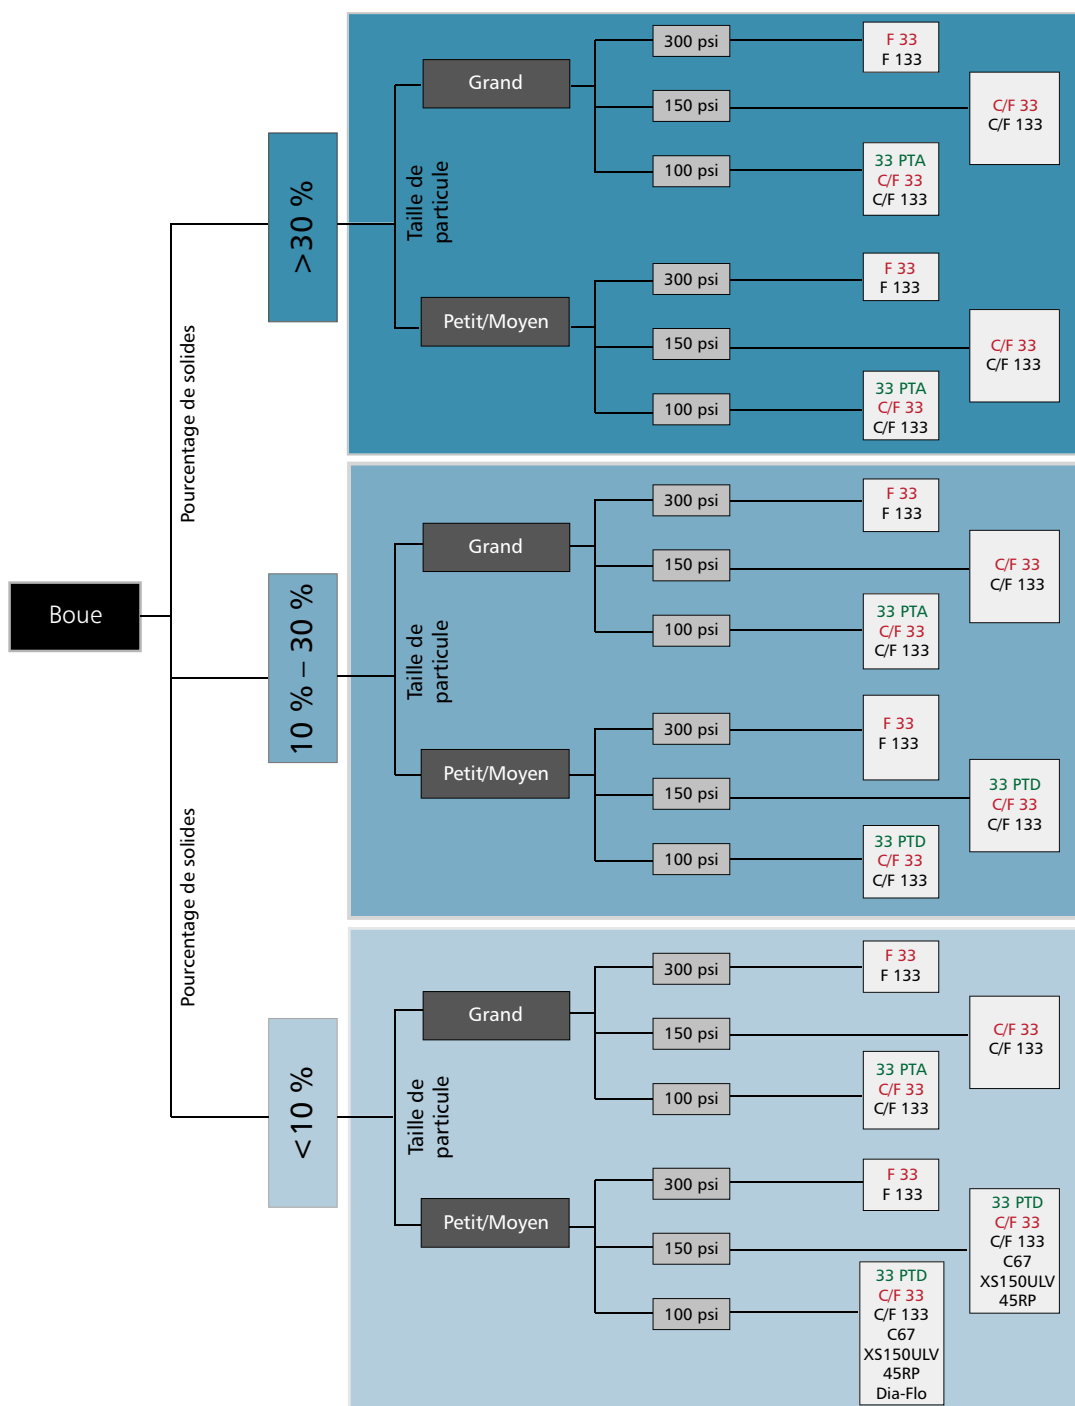 Boue
Pourcentage de solides
Pourcentage de solides
>30 %
Taille de
particule
Grand
300 psi
F 33
F 133
150 psi
C/F 33
C/F 133
100 psi
33 PTA
C/F 33
C/F 133
Petit/Moyen
300 psi
F 33
F 133
150 psi
C/F 33
C/F 133
100 psi
33 PTA
C/F 33
C/F 133
10 % – 30 %
Taille de
particule
Grand
300 psi
F 33
F 133
150 psi
C/F 33
C/F 133
100 psi
33 PTA
C/F 33
C/F 133
Petit/Moyen
300 psi
F 33
F 133
150 psi
33 PTD
C/F 33
C/F 133
100 psi
33 PTD
C/F 33
C/F 133
<10 %
Taille de
particule
Grand
300 psi
F 33
F 133
150 psi
C/F 33
C/F 133
100 psi
33 PTA
C/F 33
C/F 133
Petit/Moyen
300 psi
F 33
F 133
150 psi
33 PTD
C/F 33
C/F 133
C67
XS150ULV
45RP
100 psi
33 PTD
C/F 33
C/F 133
C67
XS150ULV
45RP
Dia-Flo